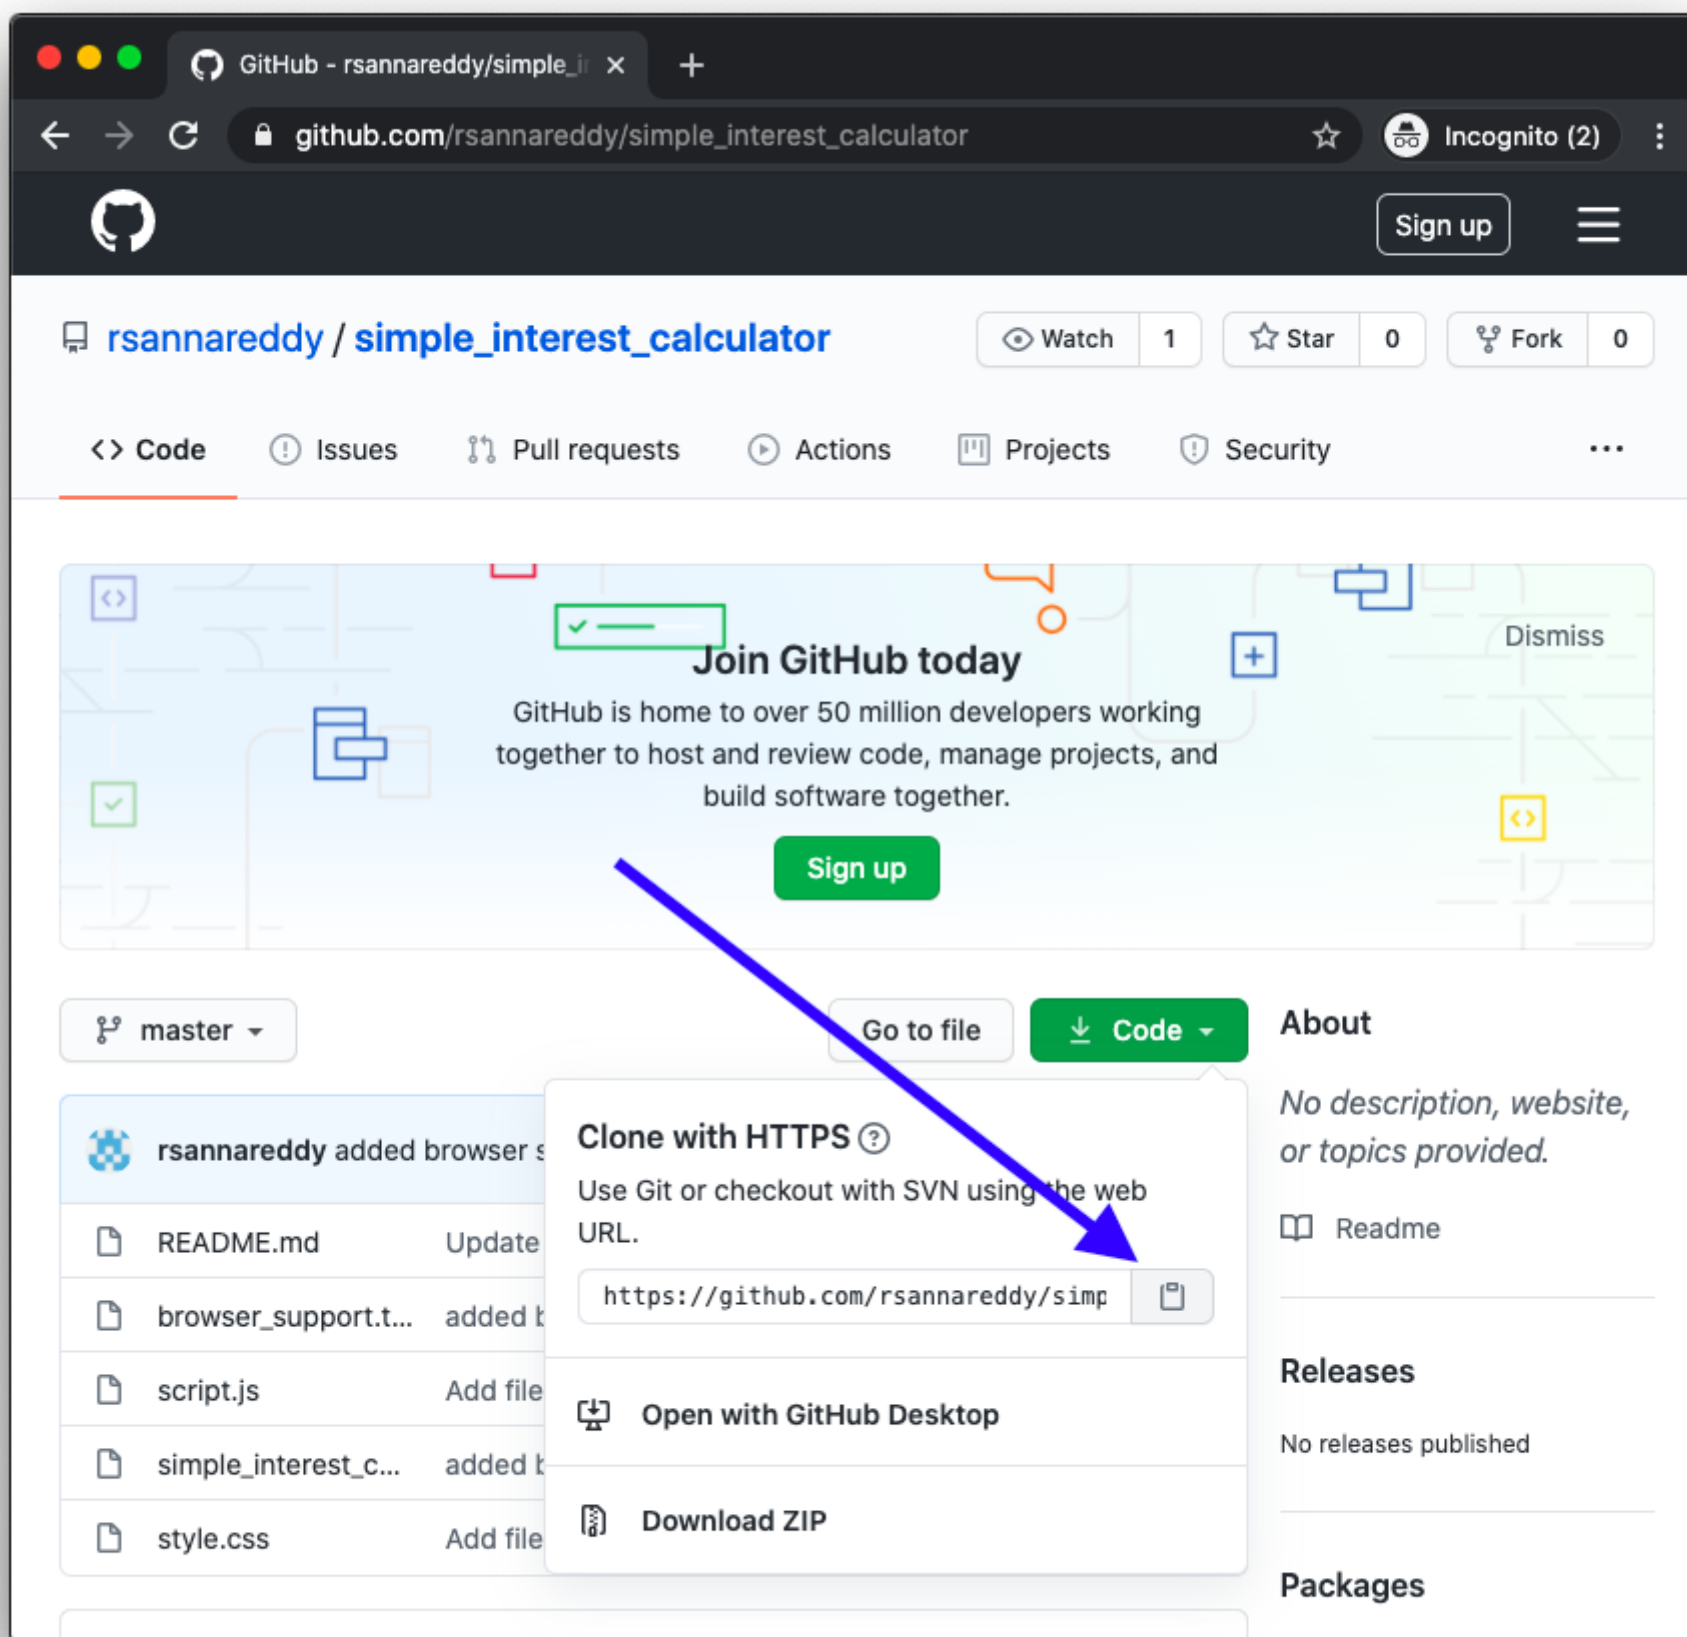 GitHub - rsannareddy/simple_i
github.com/rsannareddy/simple_interest_calculator
Incognito (2)
Sign up
rsannareddy / simple_interest_calculator
Watch 1
Star 0
Fork 0
<> Code
Issues
Pull requests
Actions
Projects
Security
...
Dismiss
Join GitHub today
GitHub is home to over 50 million developers working
together to host and review code, manage projects, and
build software together.
Sign up
master
Go to file
Code
rsannareddy added browser s
README.md Update
browser_support.t... added b
script.js Add file
simple_interest_c... added b
style.css Add file
Clone with HTTPS
Use Git or checkout with SVN using the web
URL.
https://github.com/rsannareddy/simp
Open with GitHub Desktop
Download ZIP
About
No description, website,
or topics provided.
Readme
Releases
No releases published
Packages